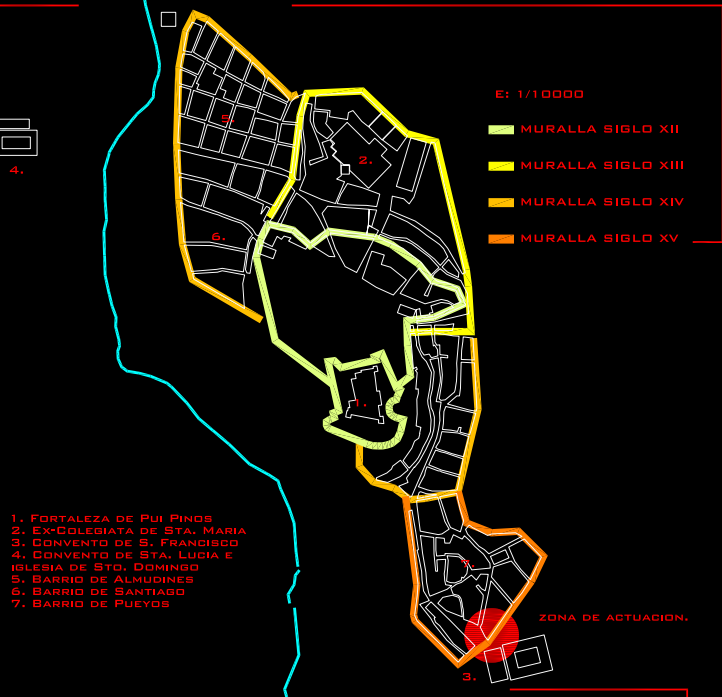 E: 1/10000
MURALLA SIGLO XII
MURALLA SIGLO XIII
MURALLA SIGLO XIV
MURALLA SIGLO XV
5.
2.
4.
6.
1.
7.
3.
ZONA DE ACTUACION.
1. FORTALEZA DE PUI PINOS
2. EX-COLEGIATA DE STA. MARIA
3. CONVENTO DE S. FRANCISCO
4. CONVENTO DE STA. LUCIA E
IGLESIA DE STO. DOMINGO
5. BARRIO DE ALMUDINES
6. BARRIO DE SANTIAGO
7. BARRIO DE PUEYOS